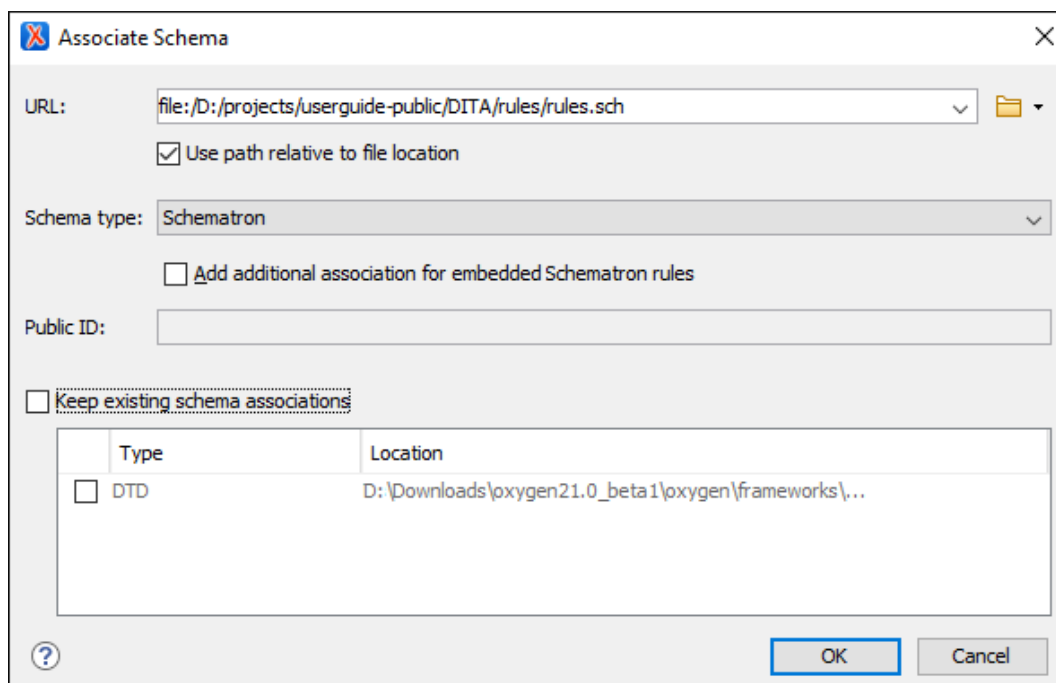 Associate Schema
URL: file:/D:/projects/userguide-public/DITA/rules/rules.sch
Use path relative to file location
Schema type: Schematron
Add additional association for embedded Schematron rules
Public ID:
Keep existing schema associations
Type Location
DTD D:\Downloads\oxygen21.0_beta1\oxygen\frameworks\...
? OK Cancel